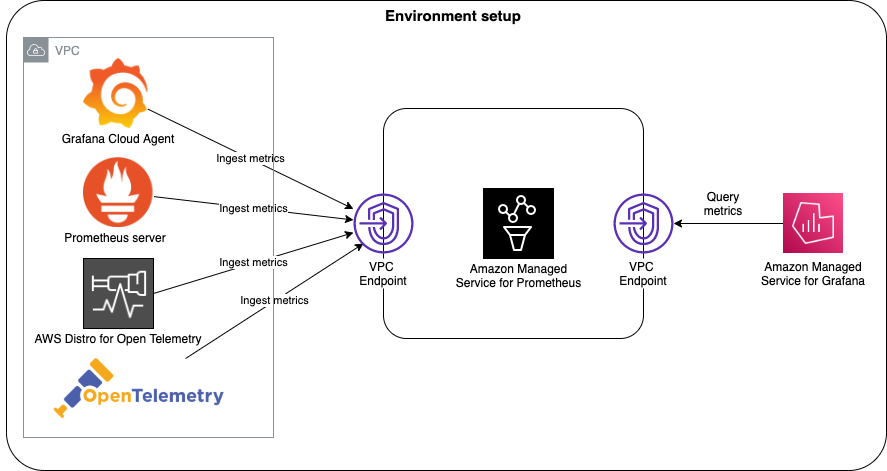 Environment setup
VPC
Grafana Cloud Agent
Ingest metrics
Prometheus server
Ingest metrics
AWS Distro for Open Telemetry
Ingest metrics
OpenTelemetry
Ingest metrics
VPC
Endpoint
Amazon Managed
Service for Prometheus
VPC
Endpoint
Query
metrics
Amazon Managed
Service for Grafana